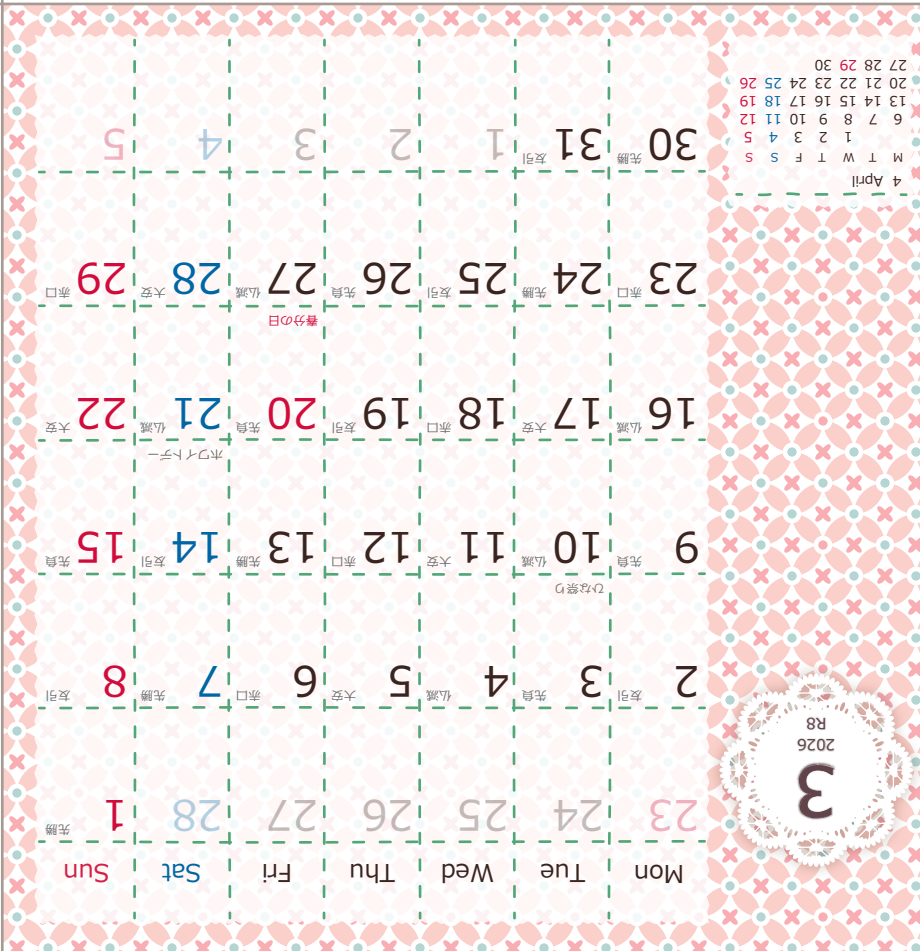 3
2026
R8
Mon Tue Wed Thu Fri Sat Sun
23 24 25 26 27 28 1 先勝
2 友引 3 先負 4 仏滅 5 大安 6 赤口 7 先勝 8 友引
ひな祭り
9 先負 10 仏滅 11 大安 12 赤口 13 先勝 14 友引 15 先負
ホワイトデー
16 仏滅 17 大安 18 赤口 19 友引 20 先負 21 仏滅 22 大安
春分の日
23 赤口 24 先勝 25 友引 26 先負 27 仏滅 28 大安 29 赤口
30 先勝 31 友引 1 2 3 4 5
4 April
M T W T F S S
1 2 3 4 5
6 7 8 9 10 11 12
13 14 15 16 17 18 19
20 21 22 23 24 25 26
27 28 29 30